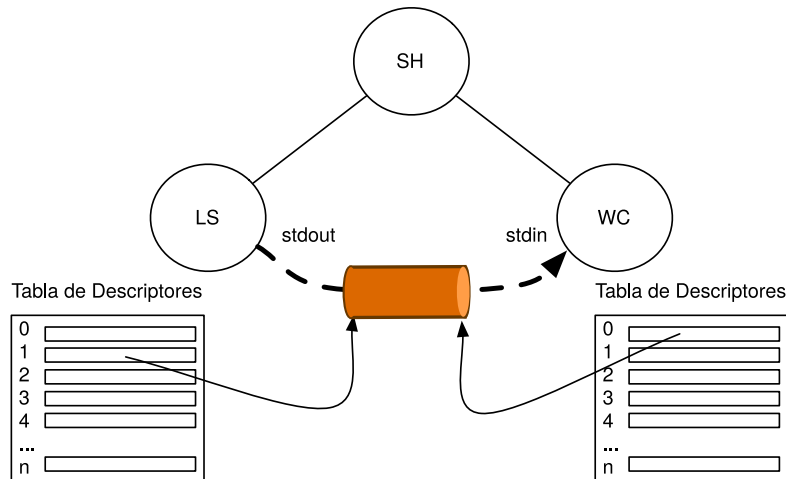 SH
LS
WC
stdout
stdin
Tabla de Descriptores
0
1
2
3
4
...
n
Tabla de Descriptores
0
1
2
3
4
...
n